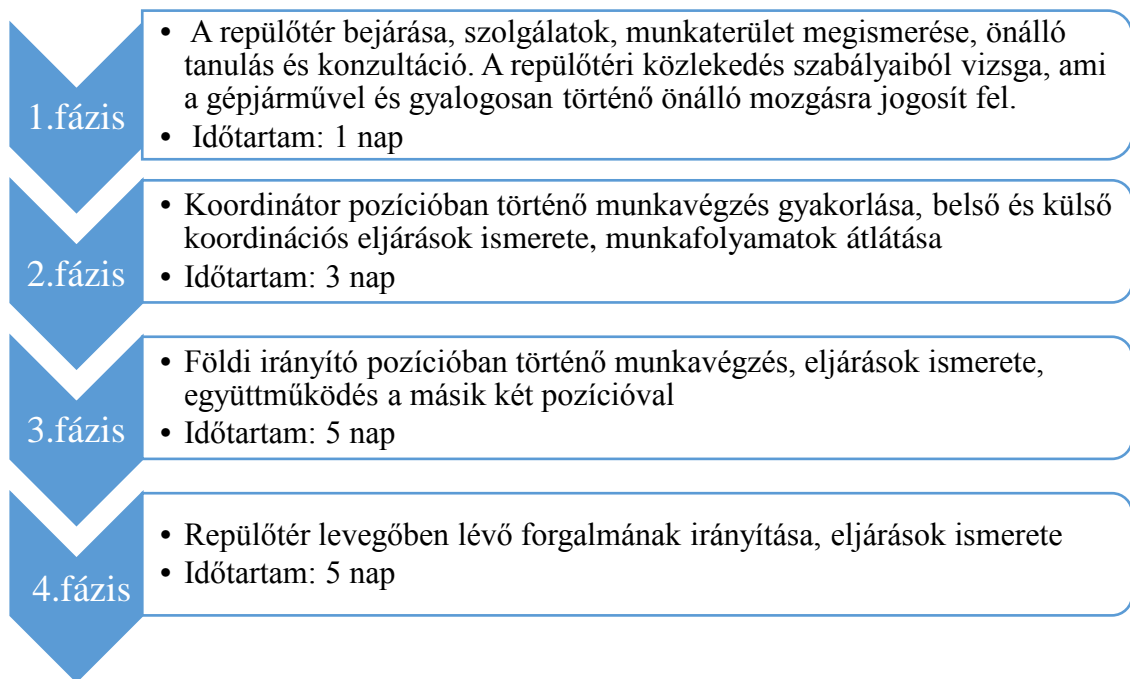 1.fázis
• A repülőtér bejárása, szolgálatok, munkaterület megismerése, önálló
tanulás és konzultáció. A repülőtéri közlekedés szabályaiból vizsga, ami
a gépjárművel és gyalogosan történő önálló mozgásra jogosít fel.
• Időtartam: 1 nap
2.fázis
• Koordinátor pozícióban történő munkavégzés gyakorlása, belső és külső
koordinációs eljárások ismerete, munkafolyamatok átlátása
• Időtartam: 3 nap
3.fázis
• Földi irányító pozícióban történő munkavégzés, eljárások ismerete,
együttműködés a másik két pozícióval
• Időtartam: 5 nap
4.fázis
• Repülőtér levegőben lévő forgalmának irányítása, eljárások ismerete
• Időtartam: 5 nap